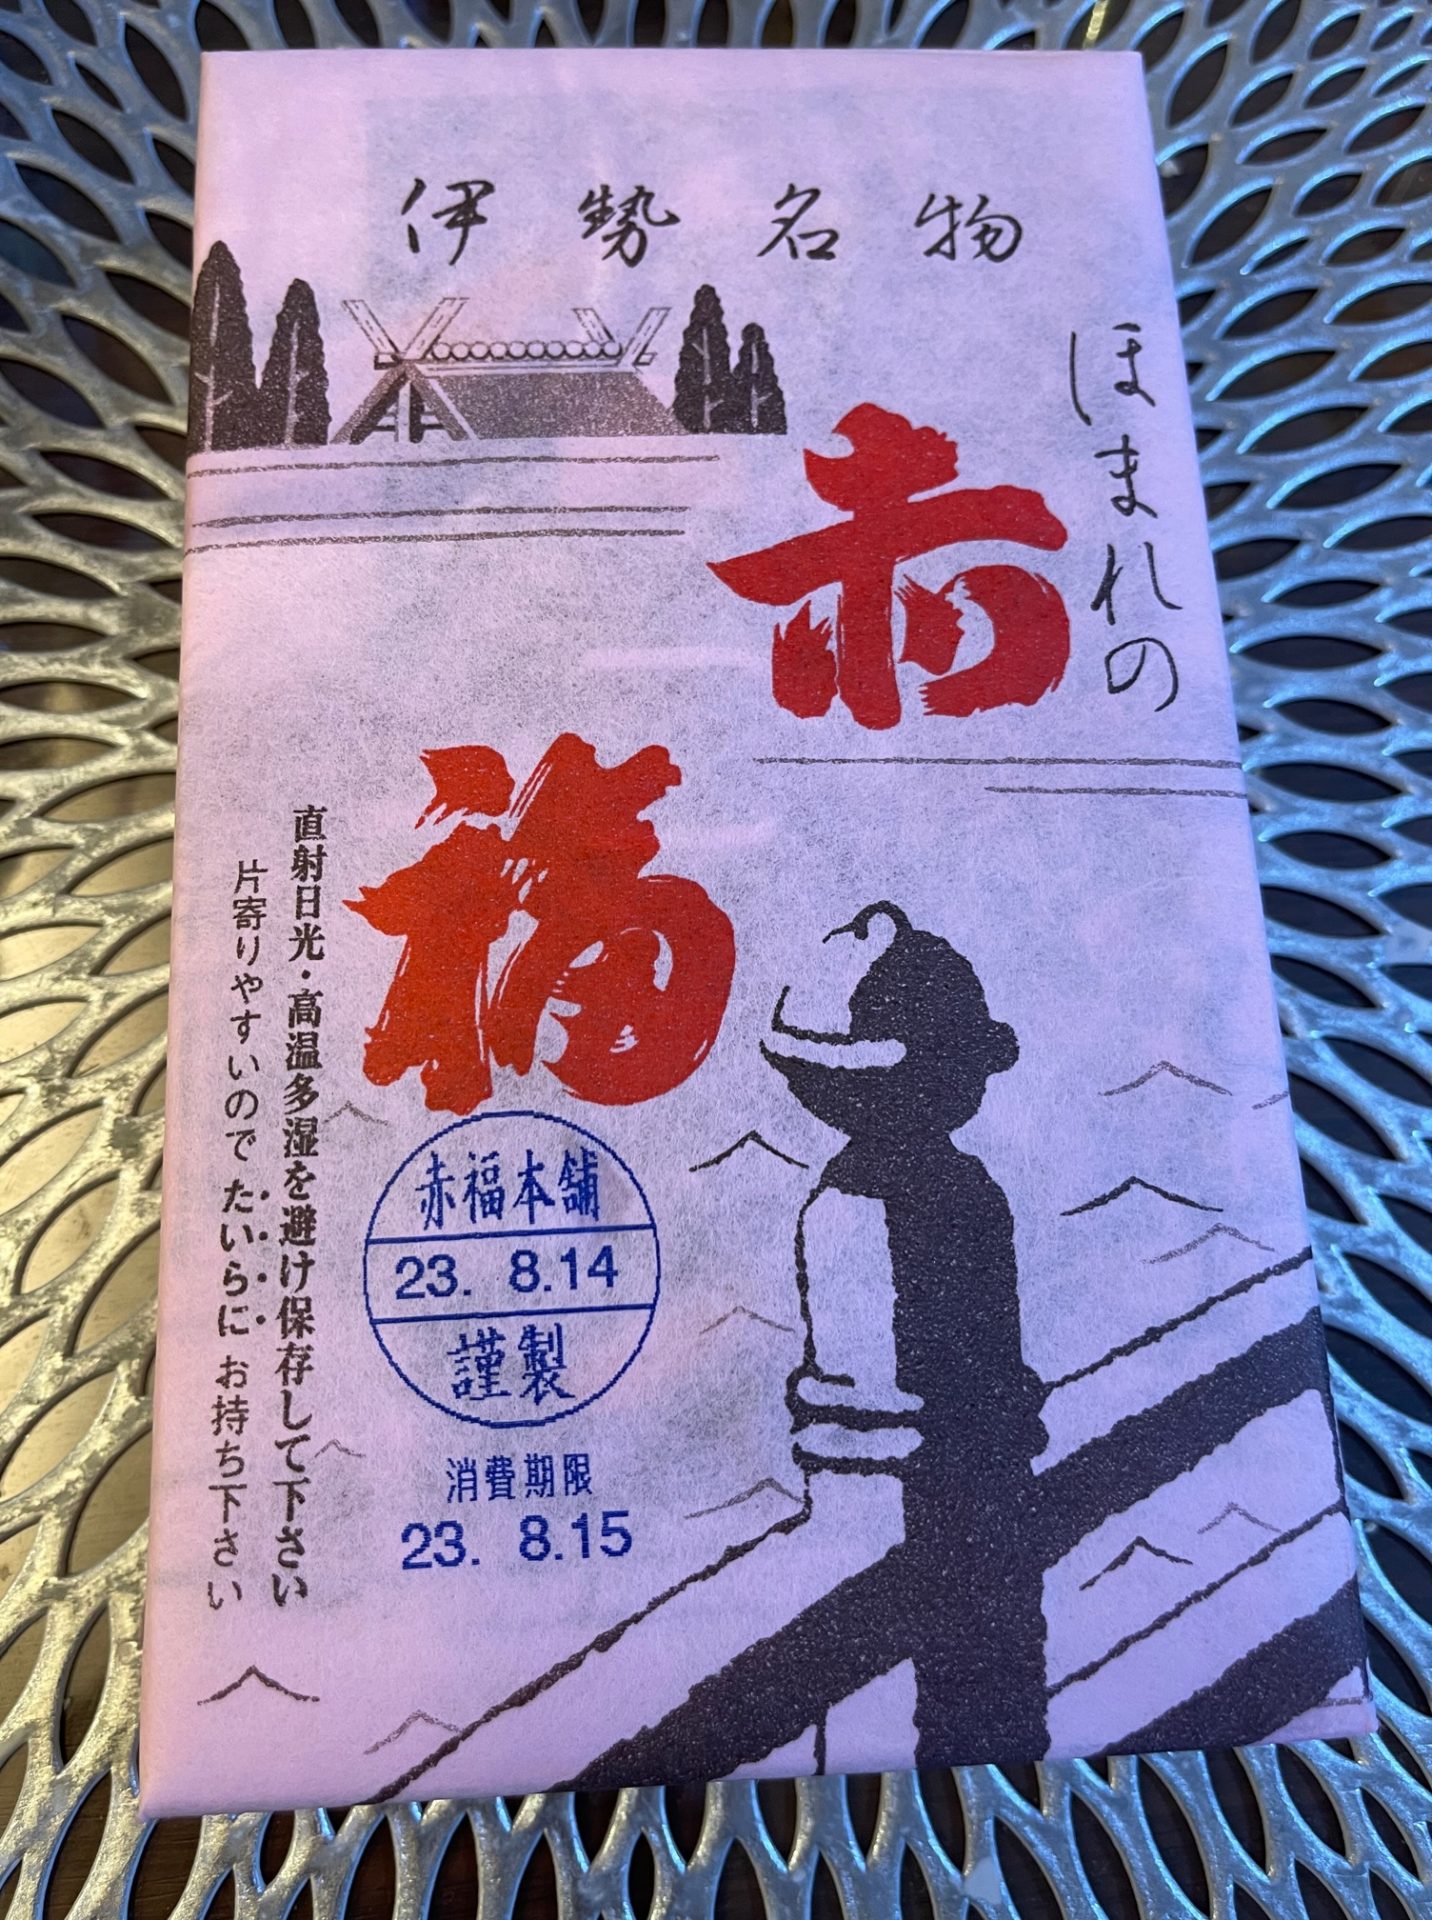 伊勢名物
ほまれの
赤
福
直射日光・高温多湿を避け保存して下さい
片寄りやすいのでたいらにお持ち下さい
赤福本舗
23. 8.14
謹製
消費期限
23. 8.15